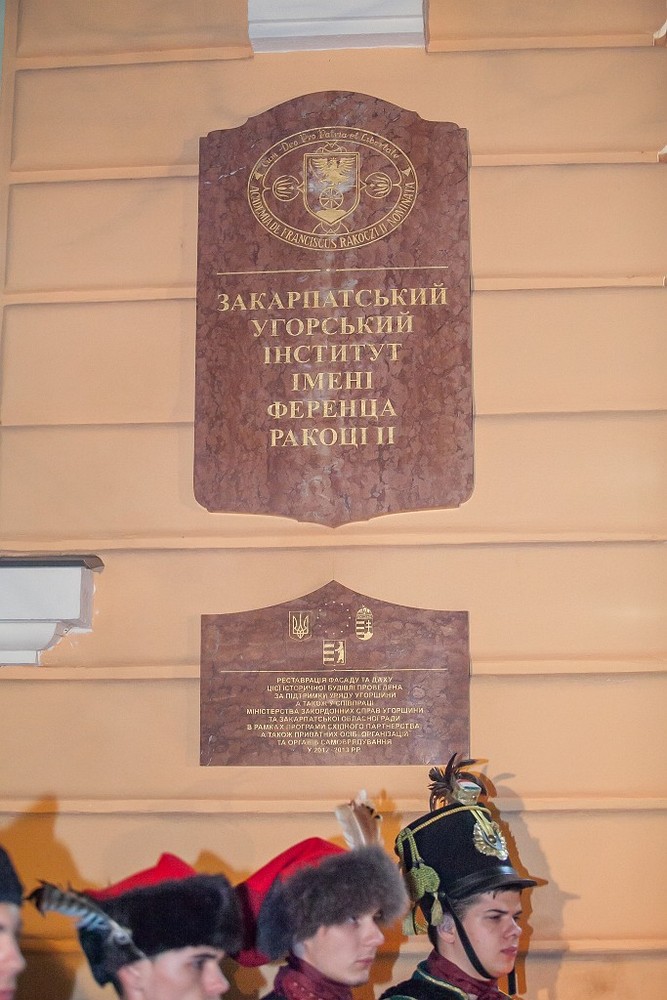 Cum Deo Pro Patria et Libertate
ACADEMIA DE FRANCISCUS RÁKÓCZI II NOMINATA
ЗАКАРПАТСЬКИЙ
УГОРСЬКИЙ
ІНСТИТУТ
ІМЕНІ
ФЕРЕНЦА
РАКОЦІ ІІ
РЕСТАВРАЦІЯ ФАСАДУ ТА ДАХУ
ЦІЄЇ ІСТОРИЧНОЇ БУДІВЛІ ПРОВЕДЕНА
ЗА ПІДТРИМКИ УРЯДУ УГОРЩИНИ
А ТАКОЖ У СПІВПРАЦІ
МІНІСТЕРСТВА ЗАКОРДОННИХ СПРАВ УГОРЩИНИ
ТА ЗАКАРПАТСЬКОЇ ОБЛАСНОЇ РАДИ
В РАМКАХ ПРОГРАМИ СХІДНОГО ПАРТНЕРСТВА
А ТАКОЖ ПРИВАТНИХ ОСІБ, ОРГАНІЗАЦІЙ
ТА ОРГАНІВ САМОВРЯДУВАННЯ
У 2012 - 2013 РР.